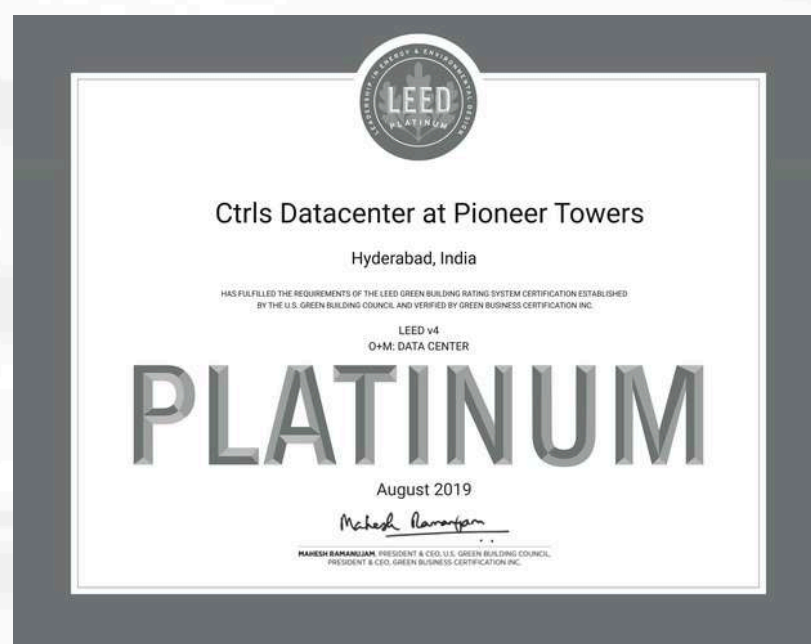 LEADERSHIP IN ENERGY & ENVIRONMENTAL DESIGN
LEED
PLATINUM
Ctrls Datacenter at Pioneer Towers
Hyderabad, India
HAS FULFILLED THE REQUIREMENTS OF THE LEED GREEN BUILDING RATING SYSTEM CERTIFICATION ESTABLISHED
BY THE U.S. GREEN BUILDING COUNCIL AND VERIFIED BY GREEN BUSINESS CERTIFICATION INC.
LEED v4
O+M: DATA CENTER
PLATINUM
August 2019
Mahesh Ramanujam
MAHESH RAMANUJAM, PRESIDENT & CEO, U.S. GREEN BUILDING COUNCIL,
PRESIDENT & CEO, GREEN BUSINESS CERTIFICATION INC.